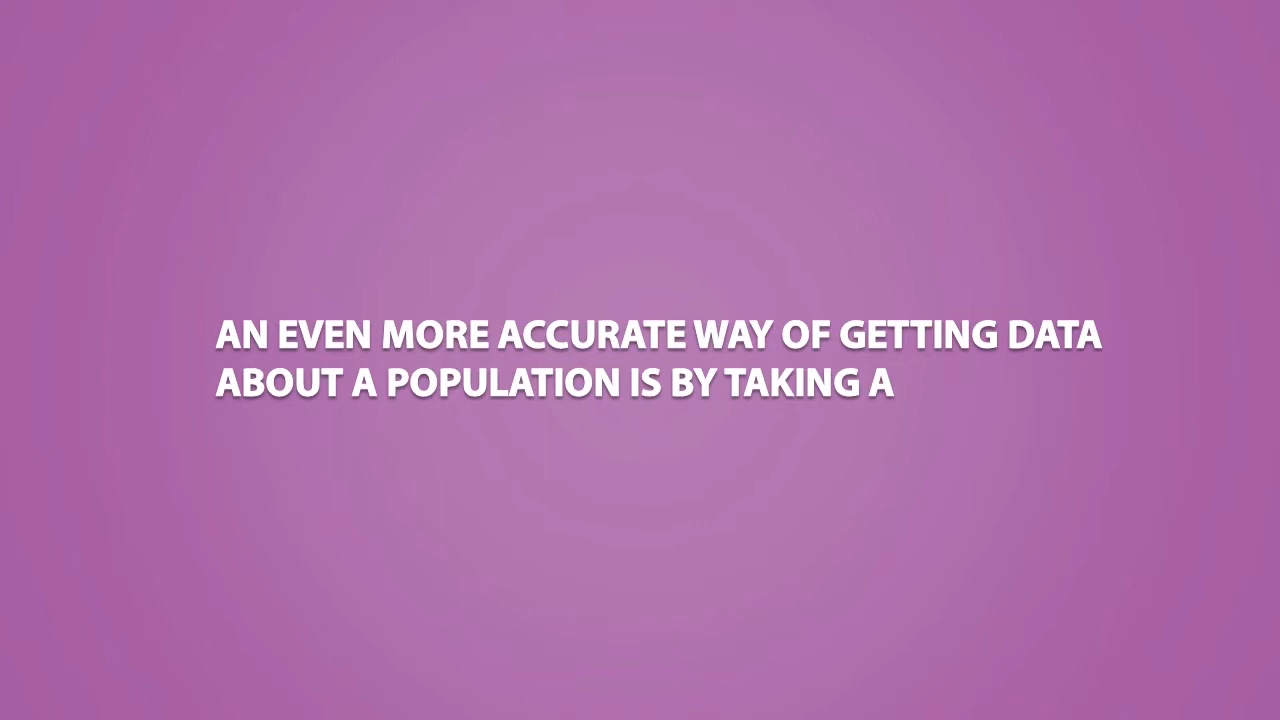 AN EVEN MORE ACCURATE WAY OF GETTING DATA
ABOUT A POPULATION IS BY TAKING A